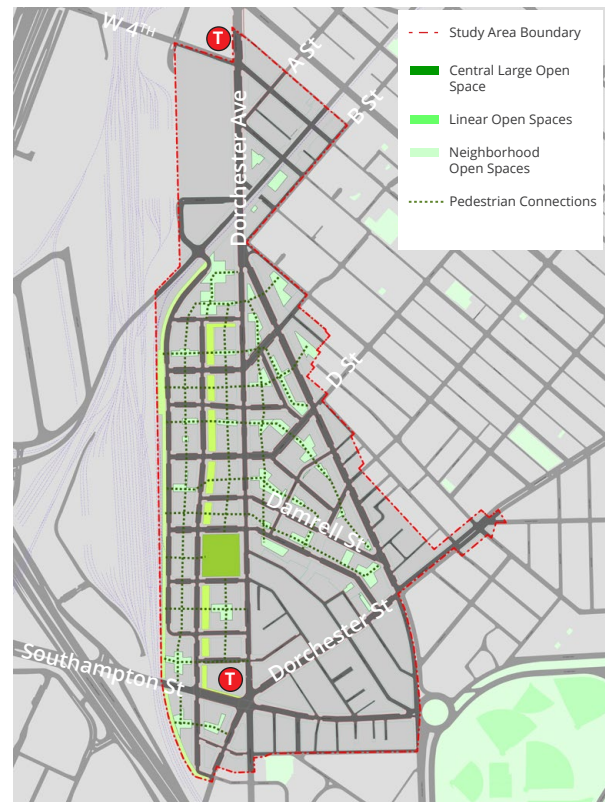 W 4TH
T
A St
B St
Dorchester Ave
Study Area Boundary
Central Large Open
Space
Linear Open Spaces
Neighborhood
Open Spaces
Pedestrian Connections
D St
Damrell St
Dorchester St
Southampton St
T